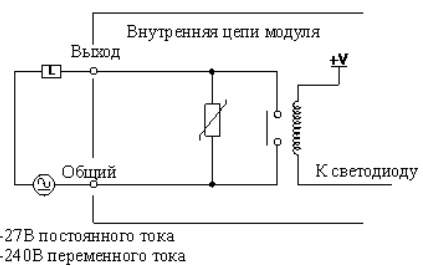 Внутренняя цепи модуля
Выход
+V
L
Общий
К светодиоду
-27В постоянного тока
-240В переменного тока